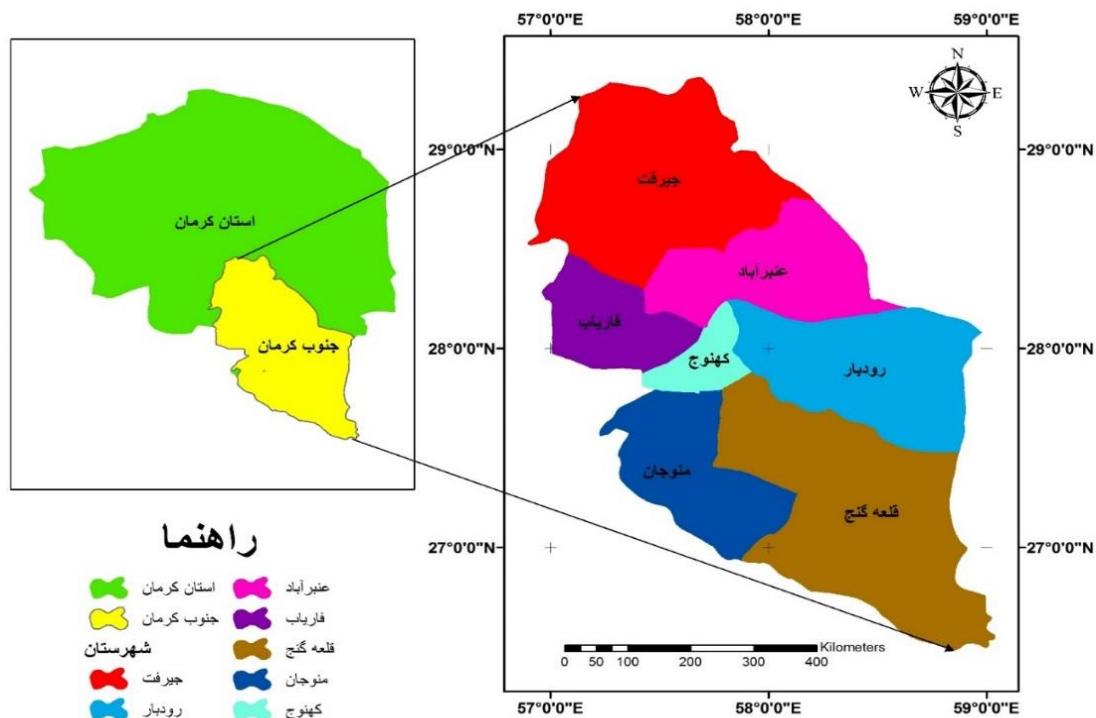 57°0'0"E 58°0'0"E 59°0'0"E
N
W E
S
29°0'0"N 29°0'0"N
جیرفت
استان کرمان
عنبرآباد
فاریاب
جنوب کرمان
28°0'0"N 28°0'0"N
کهنوج
رودبار
منوجان
قلعه گنج
27°0'0"N 27°0'0"N
راهنما
استان کرمان
جنوب کرمان
شهرستان
جیرفت
رودبار
عنبرآباد
فاریاب
قلعه گنج
منوجان
کهنوج
Kilometers
0 25 50 100 200 300 400
57°0'0"E 58°0'0"E 59°0'0"E